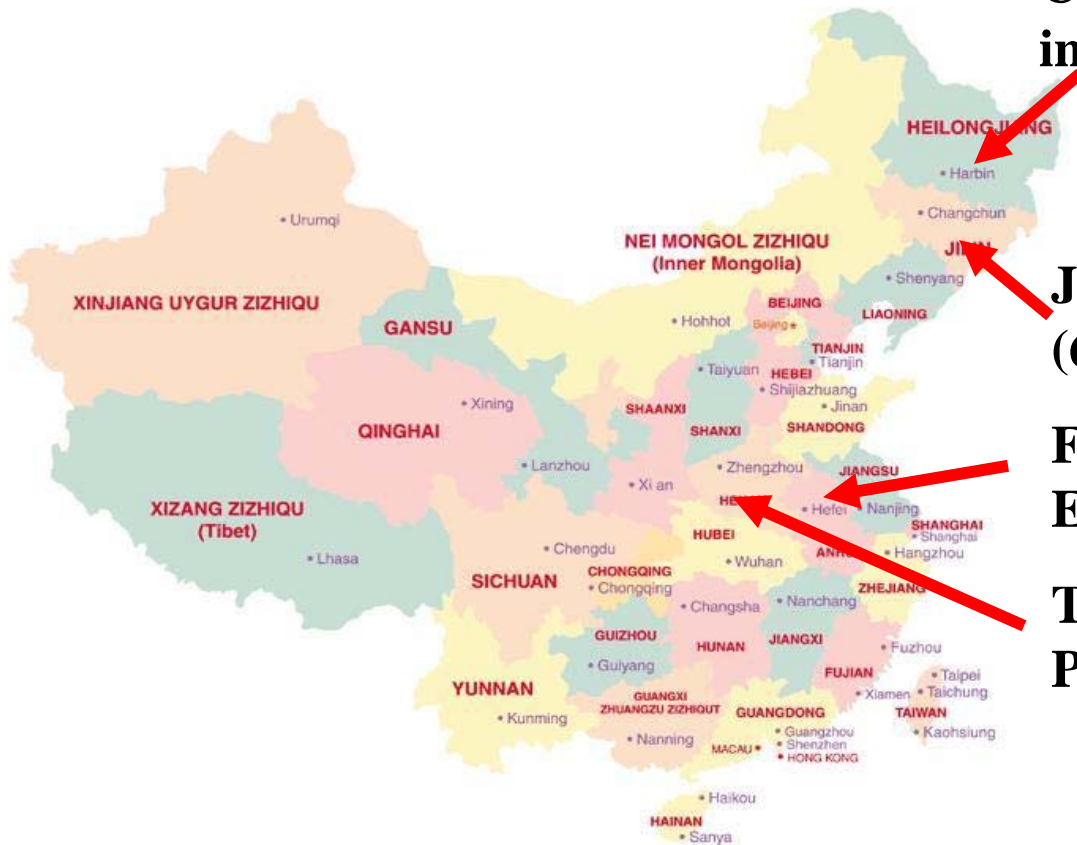 in
HEILONGJIANG
Harbin
Urumqi
Changchun
NEI MONGOL ZIZHIQU
(Inner Mongolia)
Shenyang
XINJIANG UYGUR ZIZHIQU
BEIJING
LIAONING
GANSU
Hohhot
Beijing
J
TIANJIN
Tianjin
(
Taiyuan
HEBEI
Shijiazhuang
Xining
SHAANXI
Jinan
QINGHAI
SHANXI
SHANDONG
F
Lanzhou
Zhengzhou
JIANGSU
Xi an
XIZANG ZIZHIQU
(Tibet)
Hefei
Nanjing
E
SHANGHAI
Shanghai
HUBEI
Chengdu
Wuhan
Hangzhou
Lhasa
CHONGQING
SICHUAN
Chongqing
ZHEJIANG
T
Changsha
Nanchang
GUIZHOU
HUNAN
JIANGXI
Fuzhou
Guiyang
FUJIAN
Taipei
P
YUNNAN
GUANGXI
ZHUANGZU ZIZHIQUT
Xiamen
Taichung
GUANGDONG
TAIWAN
Kunming
Guangzhou
Kaohsiung
Nanning
Shenzhen
MACAU
HONG KONG
Haikou
HAINAN
Sanya